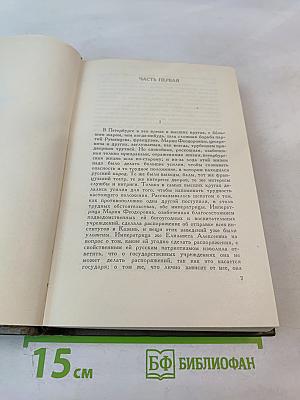 ЧАСТЬ ПЕРВАЯ
I
В Петербурге в это время в высших кругах, с большим
жаром, чем когда-нибудь, шла сложная борьба партий
Румянцева, французов, Марии Феодоровны, цесаревича
и других, заглушаемая, как всегда, трубением
придворных трутней. Но спокойная, роскошная, озабоченная
только призраками, отражениями жизни, петербургская
жизнь шла по-старому; и из-за хода этой жизни
надо было делать большие усилия, чтобы сознавать
опасность и то трудное положение, в котором находился
русский народ. Те же были выходы, балы, тот же французский
театр, те же интересы дворов, те же интересы
службы и интриги. Только в самых высших кругах делались
усилия для того, чтобы напоминать трудность
настоящего положения. Рассказывалось шепотом о том,
как противоположно одна другой поступили, в столь
трудных обстоятельствах, обе императрицы. Императрица
Мария Феодоровна, озабоченная благосостоянием
подведомственных ей богоугодных и воспитательных
учреждений, сделала распоряжение об отправке всех институтов
в Казань, и вещи этих заведений уже были
уложены. Императрица же Елизавета Алексеевна на
вопрос о том, какие ей угодно сделать распоряжения, с
свойственным ей русским патриотизмом изволила ответить,
что о государственных учреждениях она не
может делать распоряжений, так как это касается
государя; о том же, что лично зависит от нее, она
7
15 см
БФ БИБЛИОФАН